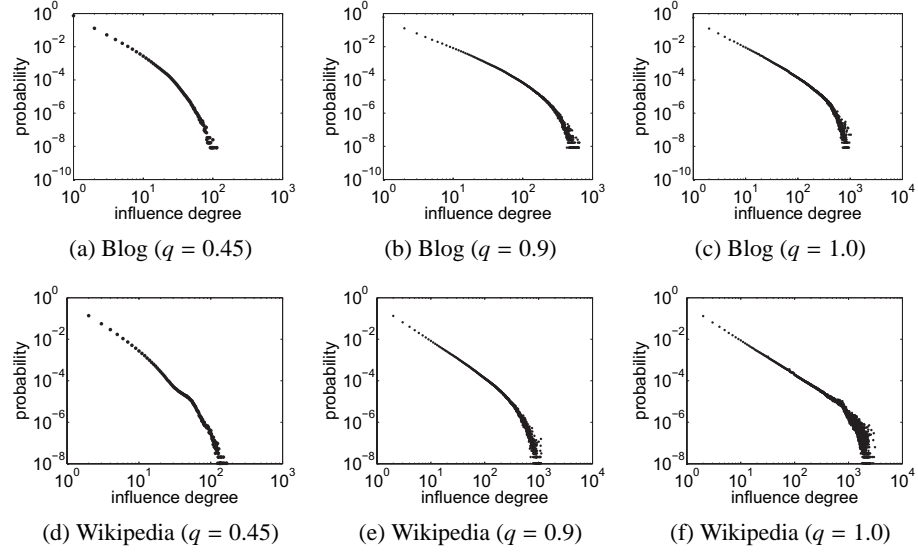 10^0
10^-2
10^-4
10^-6
10^-8
10^-10
probability
10^0 10^1 10^2 10^3
influence degree
(a) Blog (q = 0.45)
10^0
10^-2
10^-4
10^-6
10^-8
10^-10
probability
10^0 10^1 10^2 10^3
influence degree
(b) Blog (q = 0.9)
10^0
10^-2
10^-4
10^-6
10^-8
10^-10
probability
10^0 10^1 10^2 10^3 10^4
influence degree
(c) Blog (q = 1.0)
10^0
10^-2
10^-4
10^-6
10^-8
probability
10^0 10^1 10^2 10^3
influence degree
(d) Wikipedia (q = 0.45)
10^0
10^-2
10^-4
10^-6
10^-8
probability
10^0 10^1 10^2 10^3 10^4
influence degree
(e) Wikipedia (q = 0.9)
10^0
10^-2
10^-4
10^-6
10^-8
probability
10^0 10^1 10^2 10^3 10^4
influence degree
(f) Wikipedia (q = 1.0)